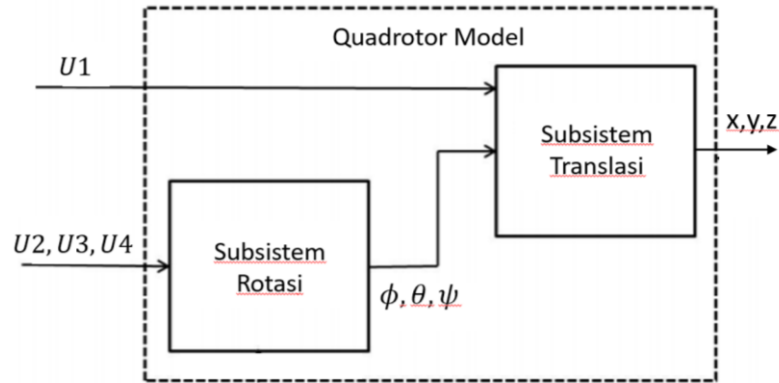 Quadrotor Model
U1
Subsistem
Translasi
x,y,z
U2, U3, U4
Subsistem
Rotasi
ϕ, θ, ψ